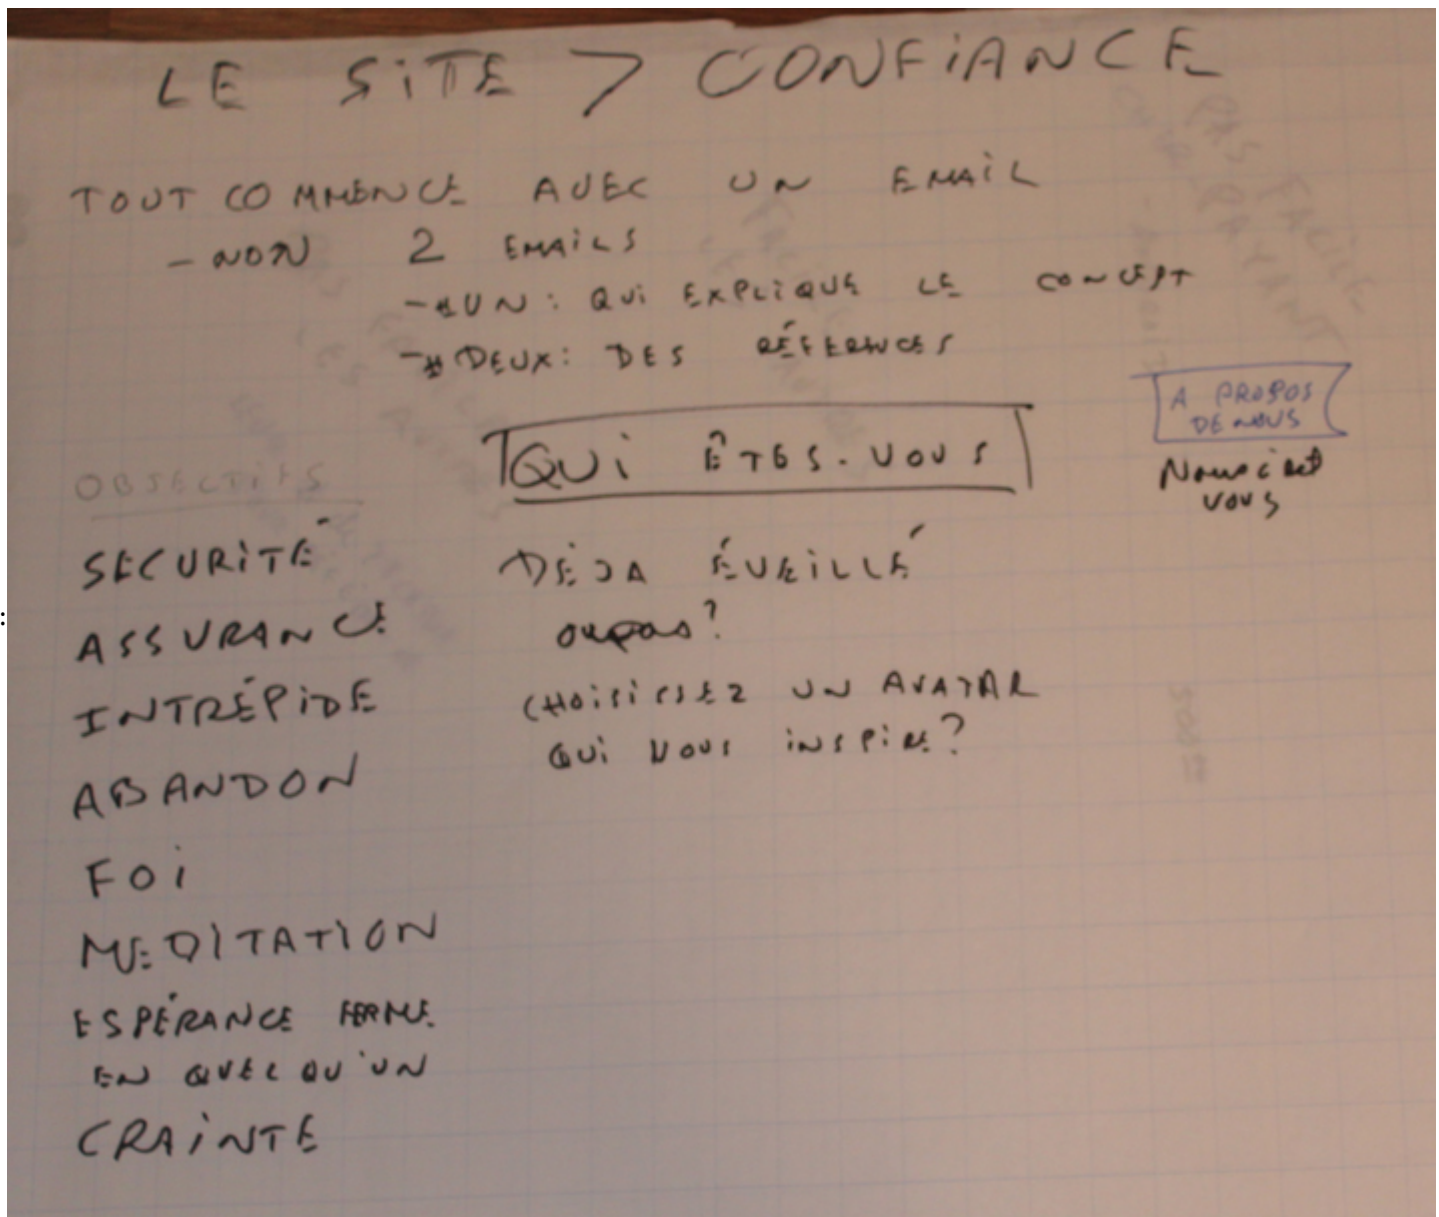 LE SiTE > CONFiANCE
TOUT COMMENCE AVEC UN EMAiL
- NON 2 EMAiLS
- UN : QUi EXPLiQUE LE CONCEPT
- DEUX : DES RÉFÉRENCES
A PROPOS
DE NOUS
QUi ÊTES-VOUS
VOUS
OBJECTiFS
SÉCURiTÉ
DÉJA ÉVEiLLÉ
ASSURANCE
ou pas ?
INTRÉPiDE
CHOiSiSSEZ UN AVATAR
QUi VOUS iNSPiRE ?
ABANDON
FOi
MEDITATION
ESPÉRANCE FERME
EN QUELQU'UN
CRAiNTE